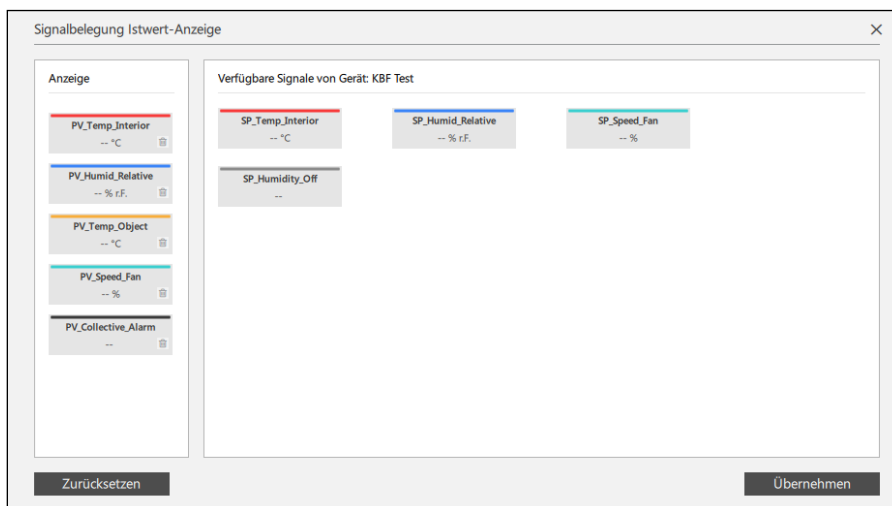 Signalbelegung Istwert-Anzeige
Anzeige
PV_Temp_Interior
-- °C
PV_Humid_Relative
-- % r.F.
PV_Temp_Object
-- °C
PV_Speed_Fan
-- %
PV_Collective_Alarm
--
Verfügbare Signale von Gerät: KBF Test
SP_Temp_Interior
-- °C
SP_Humid_Relative
-- % r.F.
SP_Speed_Fan
-- %
SP_Humidity_Off
--
Zurücksetzen
Übernehmen